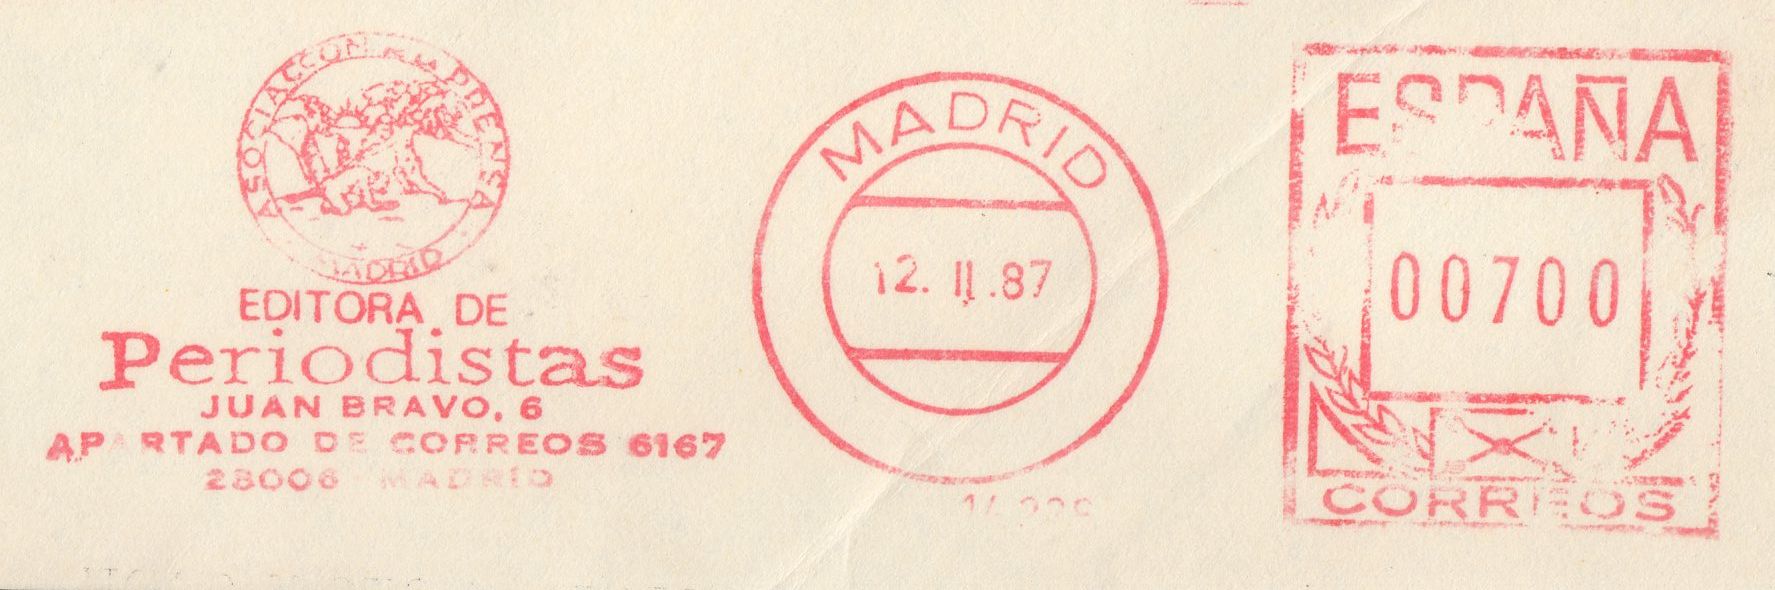 ASOCIACION DE LA PRENSA
MADRID
EDITORA DE
Periodistas
JUAN BRAVO, 6
APARTADO DE CORREOS 6167
28006 MADRID
MADRID
12. II .87
ESPAÑA
00700
CORREOS